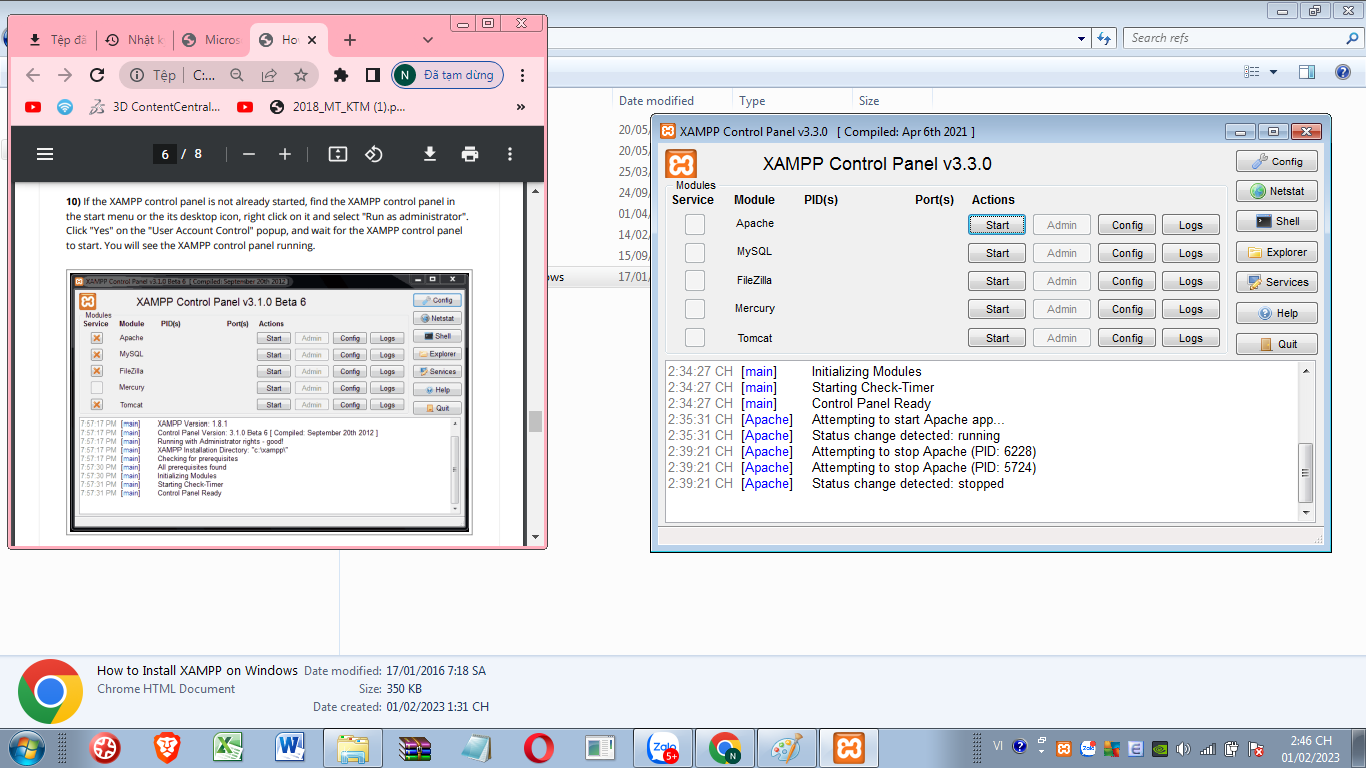 Tệp đã
Nhật k
Micros
Hov
N
Đã tạm dừng
Tệp
C:...
3D ContentCentral...
2018_MT_KTM (1).p...
»
6 / 8
10) If the XAMPP control panel is not already started, find the XAMPP control panel in
the start menu or the its desktop icon, right click on it and select "Run as administrator".
Click "Yes" on the "User Account Control" popup, and wait for the XAMPP control panel
to start. You will see the XAMPP control panel running.
XAMPP Control Panel v3.1.0 Beta 6 [ Compiled: September 20th 2012 ]
XAMPP Control Panel v3.1.0 Beta 6
Config
Modules
Service Module PID(s) Port(s) Actions
Netstat
Apache Start Admin Config Logs
Shell
MySQL Start Admin Config Logs
Explorer
FileZilla Start Admin Config Logs
Services
Mercury Start Admin Config Logs
Help
Tomcat Start Admin Config Logs
Quit
7:57:17 PM [main] XAMPP Version: 1.8.1
7:57:17 PM [main] Control Panel Version: 3.1.0 Beta 6 [ Compiled: September 20th 2012 ]
7:57:17 PM [main] Running with Administrator rights - good!
7:57:17 PM [main] XAMPP Installation Directory: "c:\xampp\"
7:57:17 PM [main] Checking for prerequisites
7:57:30 PM [main] All prerequisites found
7:57:30 PM [main] Initializing Modules
7:57:31 PM [main] Starting Check-Timer
7:57:31 PM [main] Control Panel Ready
Search refs
Date modified Type Size
20/05,
20/05,
25/03,
24/09,
01/04,
14/02,
15/09,
ows 17/01,
XAMPP Control Panel v3.3.0 [ Compiled: Apr 6th 2021 ]
XAMPP Control Panel v3.3.0
Config
Modules
Service Module PID(s) Port(s) Actions
Netstat
Apache Start Admin Config Logs
Shell
MySQL Start Admin Config Logs
Explorer
FileZilla Start Admin Config Logs
Services
Mercury Start Admin Config Logs
Help
Tomcat Start Admin Config Logs
Quit
2:34:27 CH [main] Initializing Modules
2:34:27 CH [main] Starting Check-Timer
2:34:27 CH [main] Control Panel Ready
2:35:31 CH [Apache] Attempting to start Apache app...
2:35:31 CH [Apache] Status change detected: running
2:39:21 CH [Apache] Attempting to stop Apache (PID: 6228)
2:39:21 CH [Apache] Attempting to stop Apache (PID: 5724)
2:39:21 CH [Apache] Status change detected: stopped
How to Install XAMPP on Windows Date modified: 17/01/2016 7:18 SA
Chrome HTML Document Size: 350 KB
Date created: 01/02/2023 1:31 CH
Zalo
5+
N
VI
2:46 CH
01/02/2023